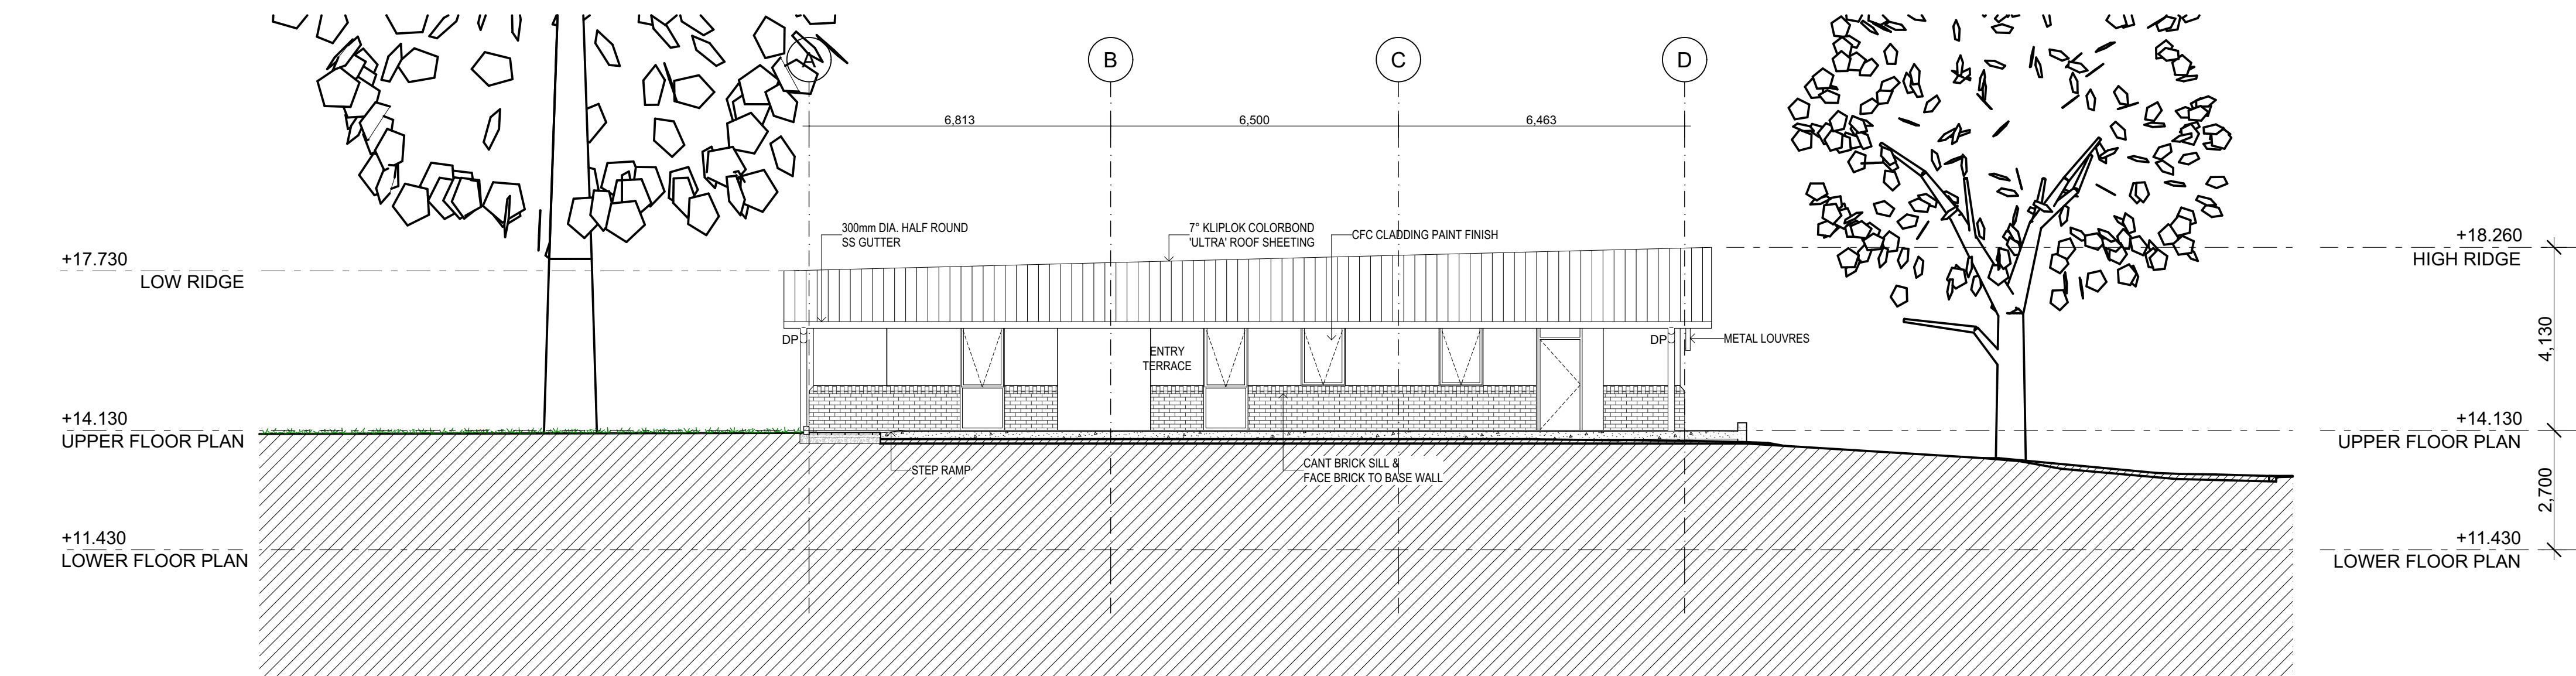 A
B
C
D
6,813
6,500
6,463
300mm DIA. HALF ROUND
SS GUTTER
7° KLIPLOK COLORBOND
'ULTRA' ROOF SHEETING
CFC CLADDING PAINT FINISH
+17.730
LOW RIDGE
+18.260
HIGH RIDGE
4,130
DP
ENTRY
TERRACE
DP
METAL LOUVRES
+14.130
UPPER FLOOR PLAN
+14.130
UPPER FLOOR PLAN
STEP RAMP
CANT BRICK SILL &
FACE BRICK TO BASE WALL
2,700
+11.430
LOWER FLOOR PLAN
+11.430
LOWER FLOOR PLAN